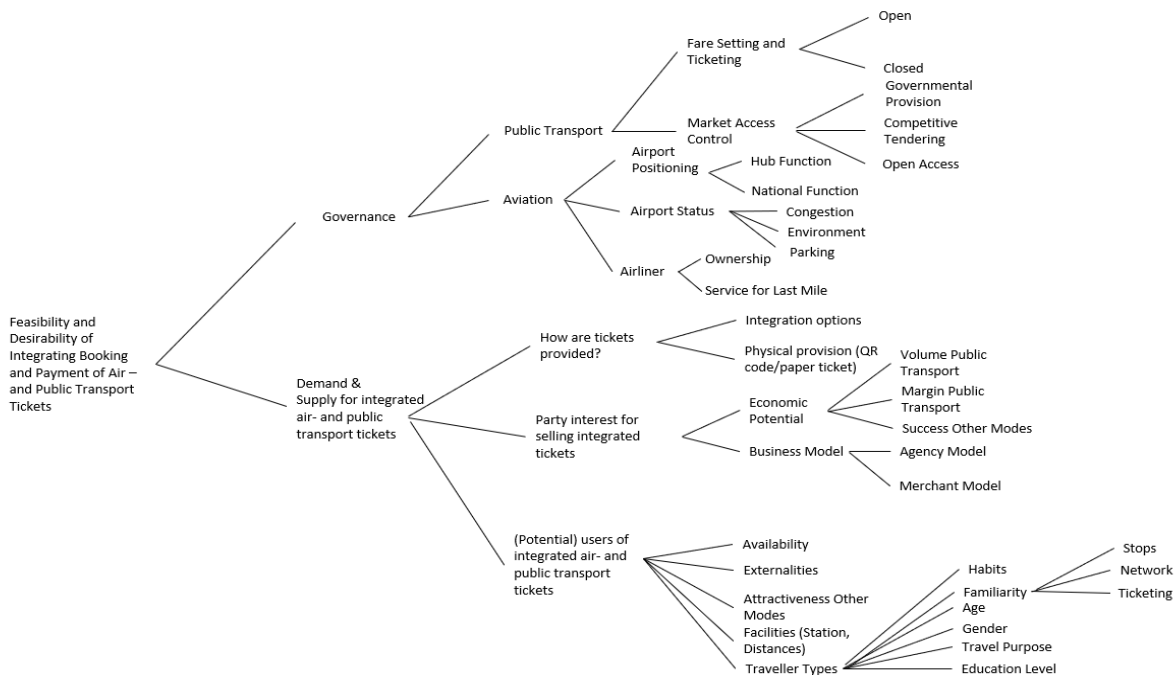 Feasibility and
Desirability of
Integrating Booking
and Payment of Air –
and Public Transport
Tickets
Governance
Public Transport
Fare Setting and
Ticketing
Open
Closed
Market Access
Control
Governmental
Provision
Competitive
Tendering
Open Access
Aviation
Airport
Positioning
Hub Function
National Function
Airport Status
Congestion
Environment
Parking
Airliner
Ownership
Service for Last Mile
Demand &
Supply for integrated
air- and public
transport tickets
How are tickets
provided?
Integration options
Physical provision (QR
code/paper ticket)
Party interest for
selling integrated
tickets
Economic
Potential
Volume Public
Transport
Margin Public
Transport
Success Other Modes
Business Model
Agency Model
Merchant Model
(Potential) users of
integrated air- and
public transport
tickets
Availability
Externalities
Attractiveness Other
Modes
Facilities (Station,
Distances)
Traveller Types
Habits
Familiarity
Stops
Network
Ticketing
Age
Gender
Travel Purpose
Education Level